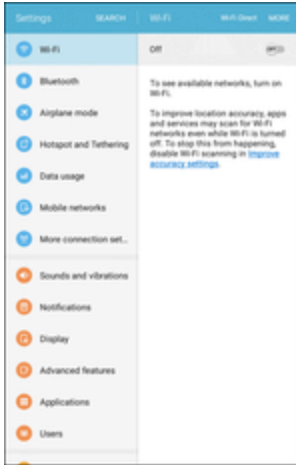 Settings
SEARCH
Wi-Fi
Wi-Fi Direct
MORE
Wi-Fi
Bluetooth
Airplane mode
Hotspot and Tethering
Data usage
Mobile networks
More connection set...
Sounds and vibrations
Notifications
Display
Advanced features
Applications
Users
Off
To see available networks, turn on
Wi-Fi.
To improve location accuracy, apps
and services may scan for Wi-Fi
networks even while Wi-Fi is turned
off. To stop this from happening,
disable Wi-Fi scanning in Improve
accuracy settings.